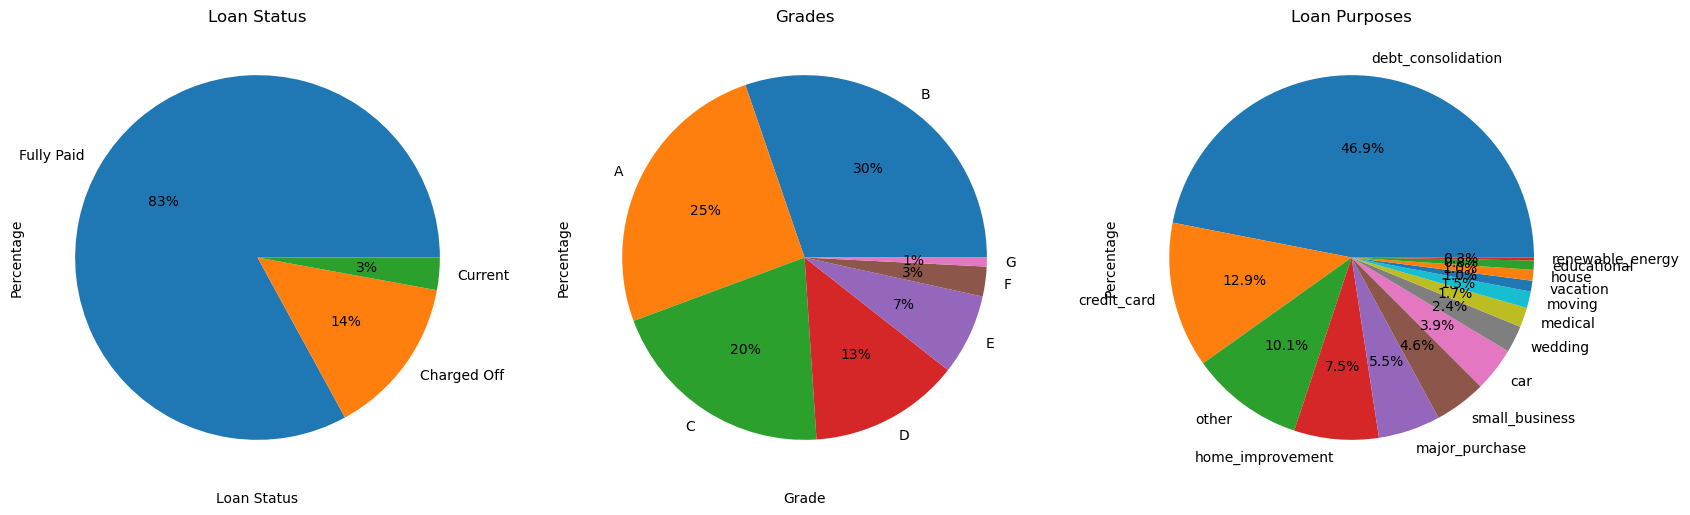 Loan Status
Fully Paid
83%
3%
Current
14%
Charged Off
Percentage
Loan Status
Grades
B
A
30%
25%
1%
G
3%
F
7%
E
20%
13%
C
D
Percentage
Grade
Loan Purposes
debt_consolidation
46.9%
renewable_energy
educational
house
vacation
moving
medical
wedding
car
small_business
major_purchase
home_improvement
other
credit_card
12.9%
10.1%
7.5%
5.5%
4.6%
3.9%
2.4%
1.7%
1.5%
Percentage